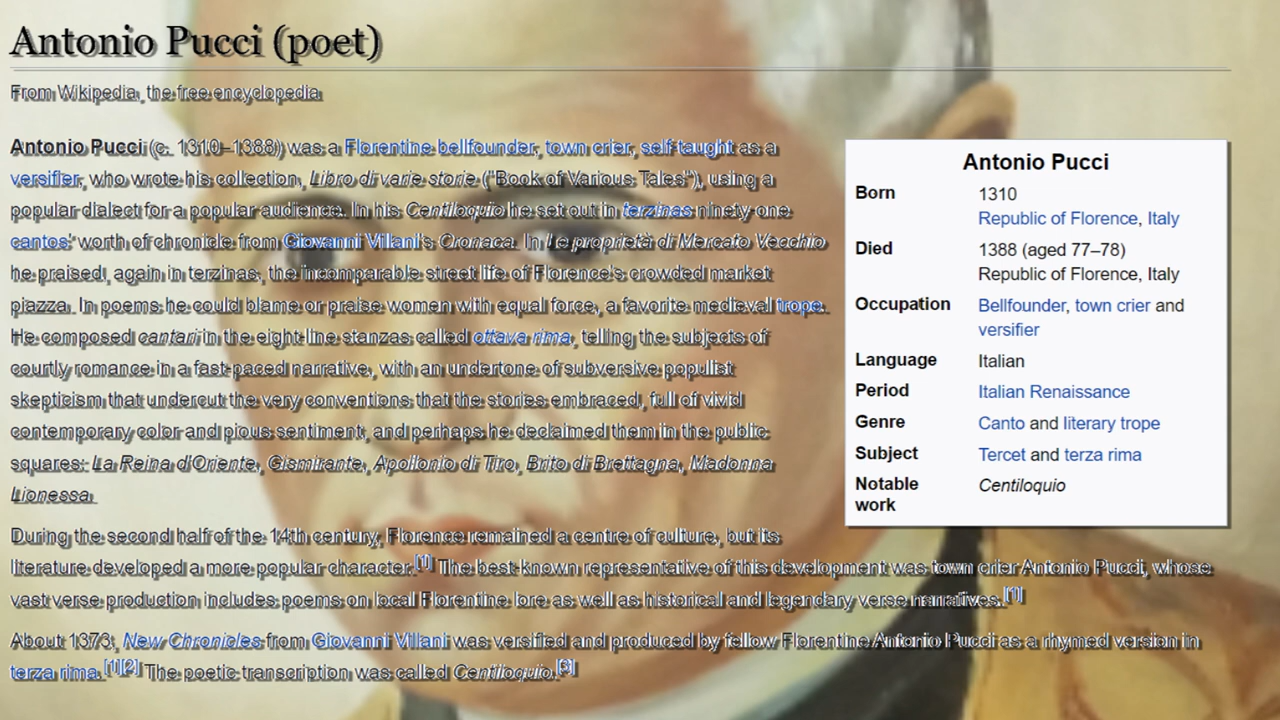 Antonio Pucci (poet)
From Wikipedia, the free encyclopedia
Antonio Pucci (c. 1310–1388) was a Florentine bellfounder, town crier, self-taught as a
versifier, who wrote his collection, Libro di varie storie ("Book of Various Tales"), using a
popular dialect for a popular audience. In his Centiloquio he set out in terzinas ninety-one
cantos' worth of chronicle from Giovanni Villani's Cronaca. In Le proprietà di Mercato Vecchio
he praised, again in terzinas, the incomparable street life of Florence's crowded market
piazza. In poems he could blame or praise women with equal force, a favorite medieval trope.
He composed cantari in the eight-line stanzas called ottava rima, telling the subjects of
courtly romance in a fast-paced narrative, with an undertone of subversive populist
skepticism that undercut the very conventions that the stories embraced, full of vivid
contemporary color and pious sentiment, and perhaps he declaimed them in the public
squares: La Reina d'Oriente, Gismirante, Apollonio di Tiro, Brito di Brettagna, Madonna
Lionessa.
During the second half of the 14th century, Florence remained a centre of culture, but its
literature developed a more popular character.[1] The best-known representative of this development was town crier Antonio Pucci, whose
vast verse production includes poems on local Florentine lore as well as historical and legendary verse narratives.[1]
About 1373, New Chronicles from Giovanni Villani was versified and produced by fellow Florentine Antonio Pucci as a rhymed version in
terza rima.[1][2] The poetic transcription was called Centiloquio.[3]
Antonio Pucci
Born 1310
Republic of Florence, Italy
Died 1388 (aged 77–78)
Republic of Florence, Italy
Occupation Bellfounder, town crier and
versifier
Language Italian
Period Italian Renaissance
Genre Canto and literary trope
Subject Tercet and terza rima
Notable Centiloquio
work